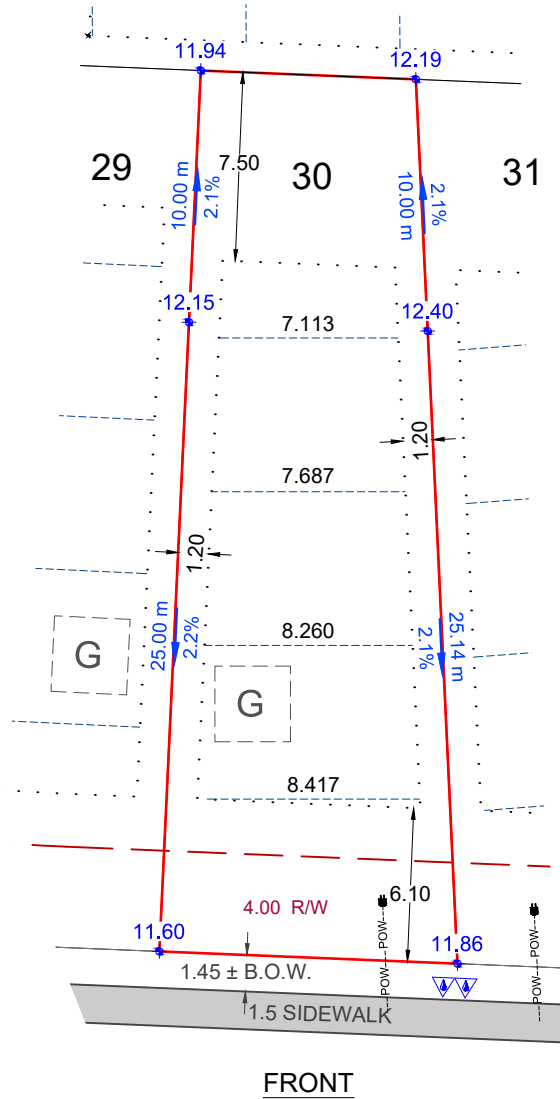 11.94
12.19
7.50
29
30
31
10.00 m
2.1%
10.00 m
2.1%
12.15
12.40
7.113
1.20
7.687
1.20
25.00 m
2.2%
8.260
2.1%
25.14 m
G
G
8.417
6.10
4.00 R/W
11.60
11.86
POW
POW
POW
POW
1.45 ± B.O.W.
1.5 SIDEWALK
FRONT